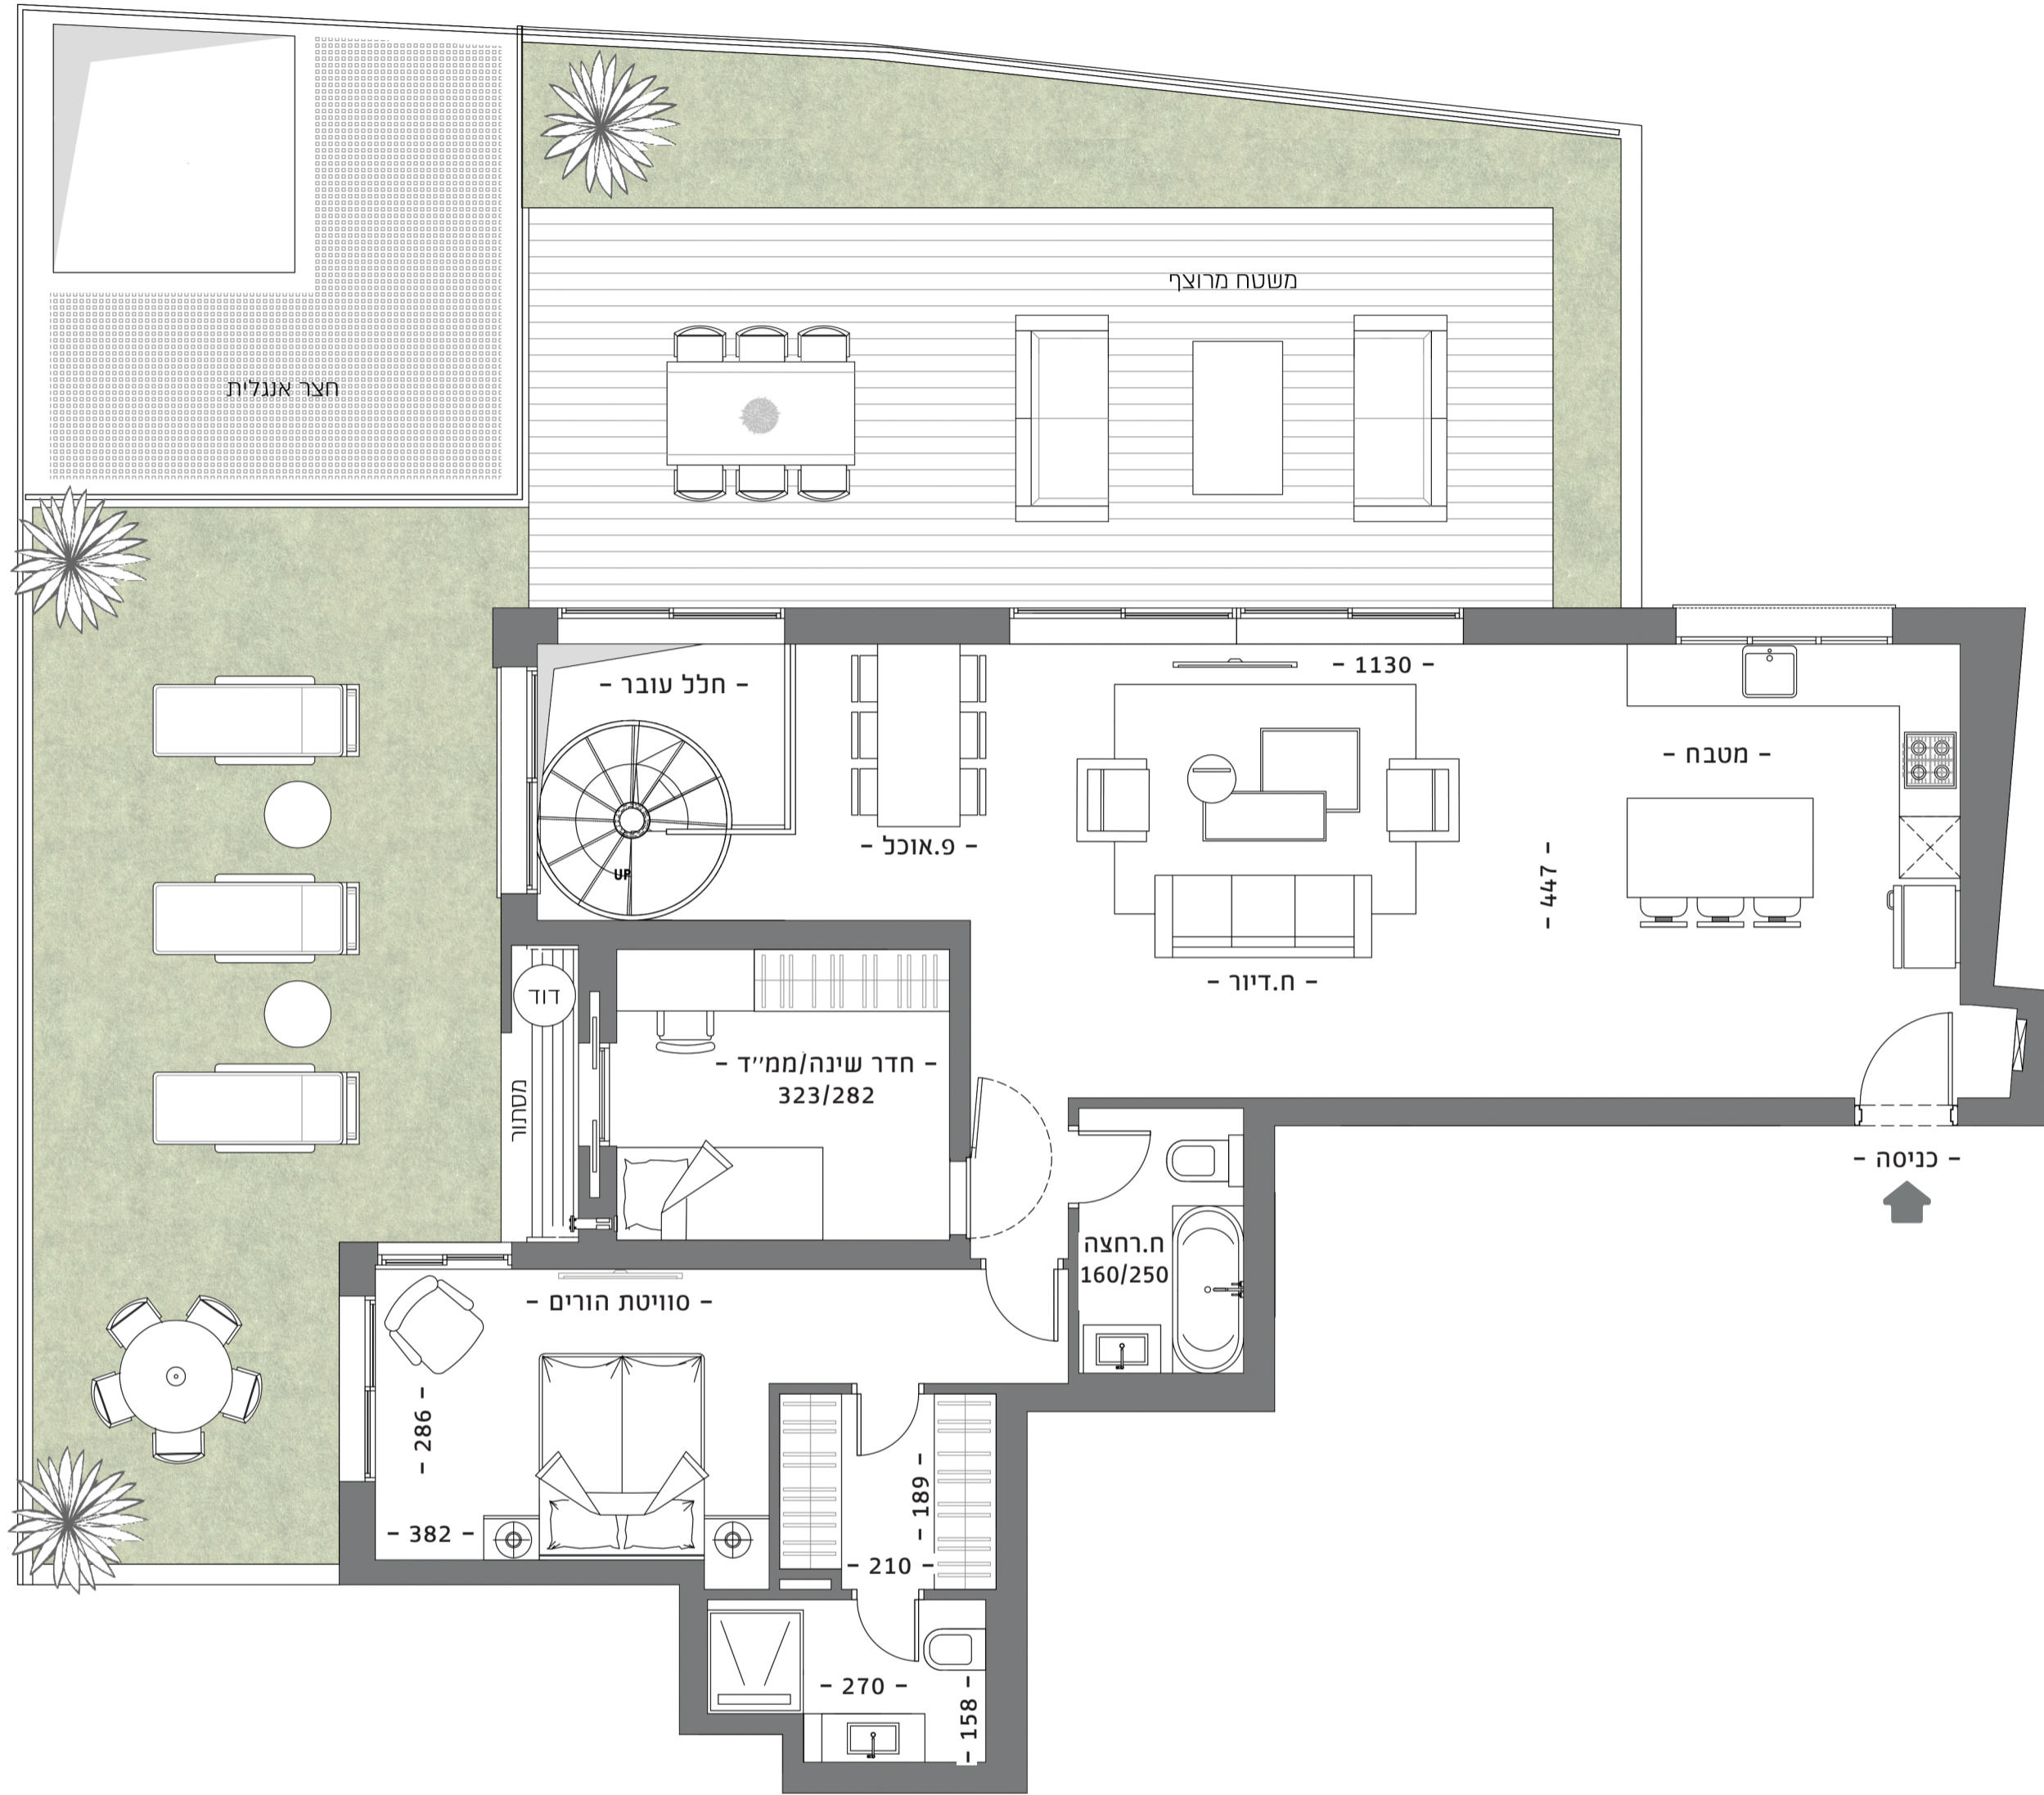 משטח מרוצף
חצר אנגלית
- 1130 -
- חלל עובר -
- מטבח -
- פ.אוכל -
- 447 -
UP
- ח.דיור -
דוד
- חדר שינה/ממ״ד -
323/282
מסתור
- כניסה -
ח.רחצה
160/250
- סוויטת הורים -
- 286 -
- 189 -
- 382 -
- 210 -
- 270 -
- 158 -